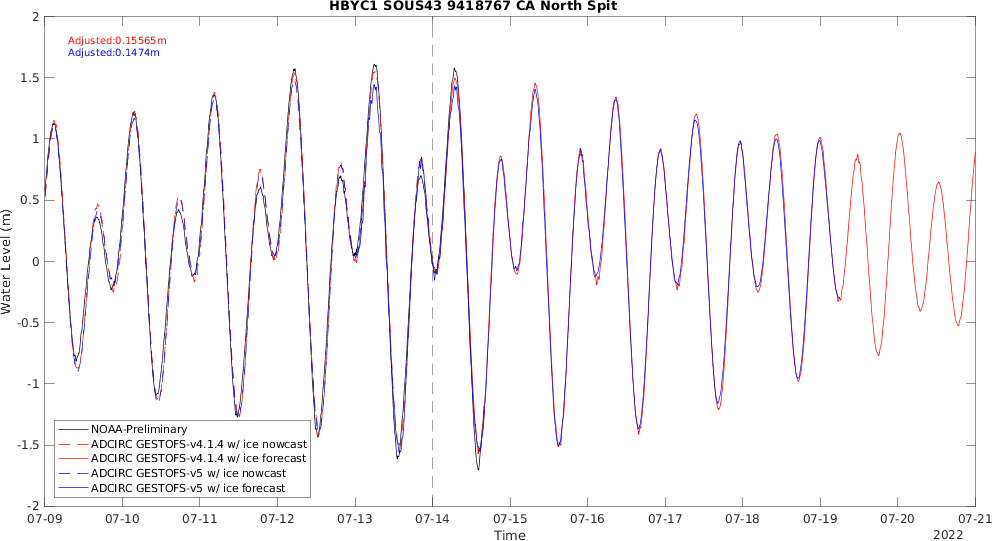 HBYC1 SOUS43 9418767 CA North Spit
Adjusted:0.15565m
Adjusted:0.1474m
2
1.5
1
0.5
0
-0.5
-1
-1.5
-2
Water Level (m)
NOAA-Preliminary
ADCIRC GESTOFS-v4.1.4 w/ ice nowcast
ADCIRC GESTOFS-v4.1.4 w/ ice forecast
ADCIRC GESTOFS-v5 w/ ice nowcast
ADCIRC GESTOFS-v5 w/ ice forecast
07-09 07-10 07-11 07-12 07-13 07-14 07-15 07-16 07-17 07-18 07-19 07-20 07-21
Time
2022